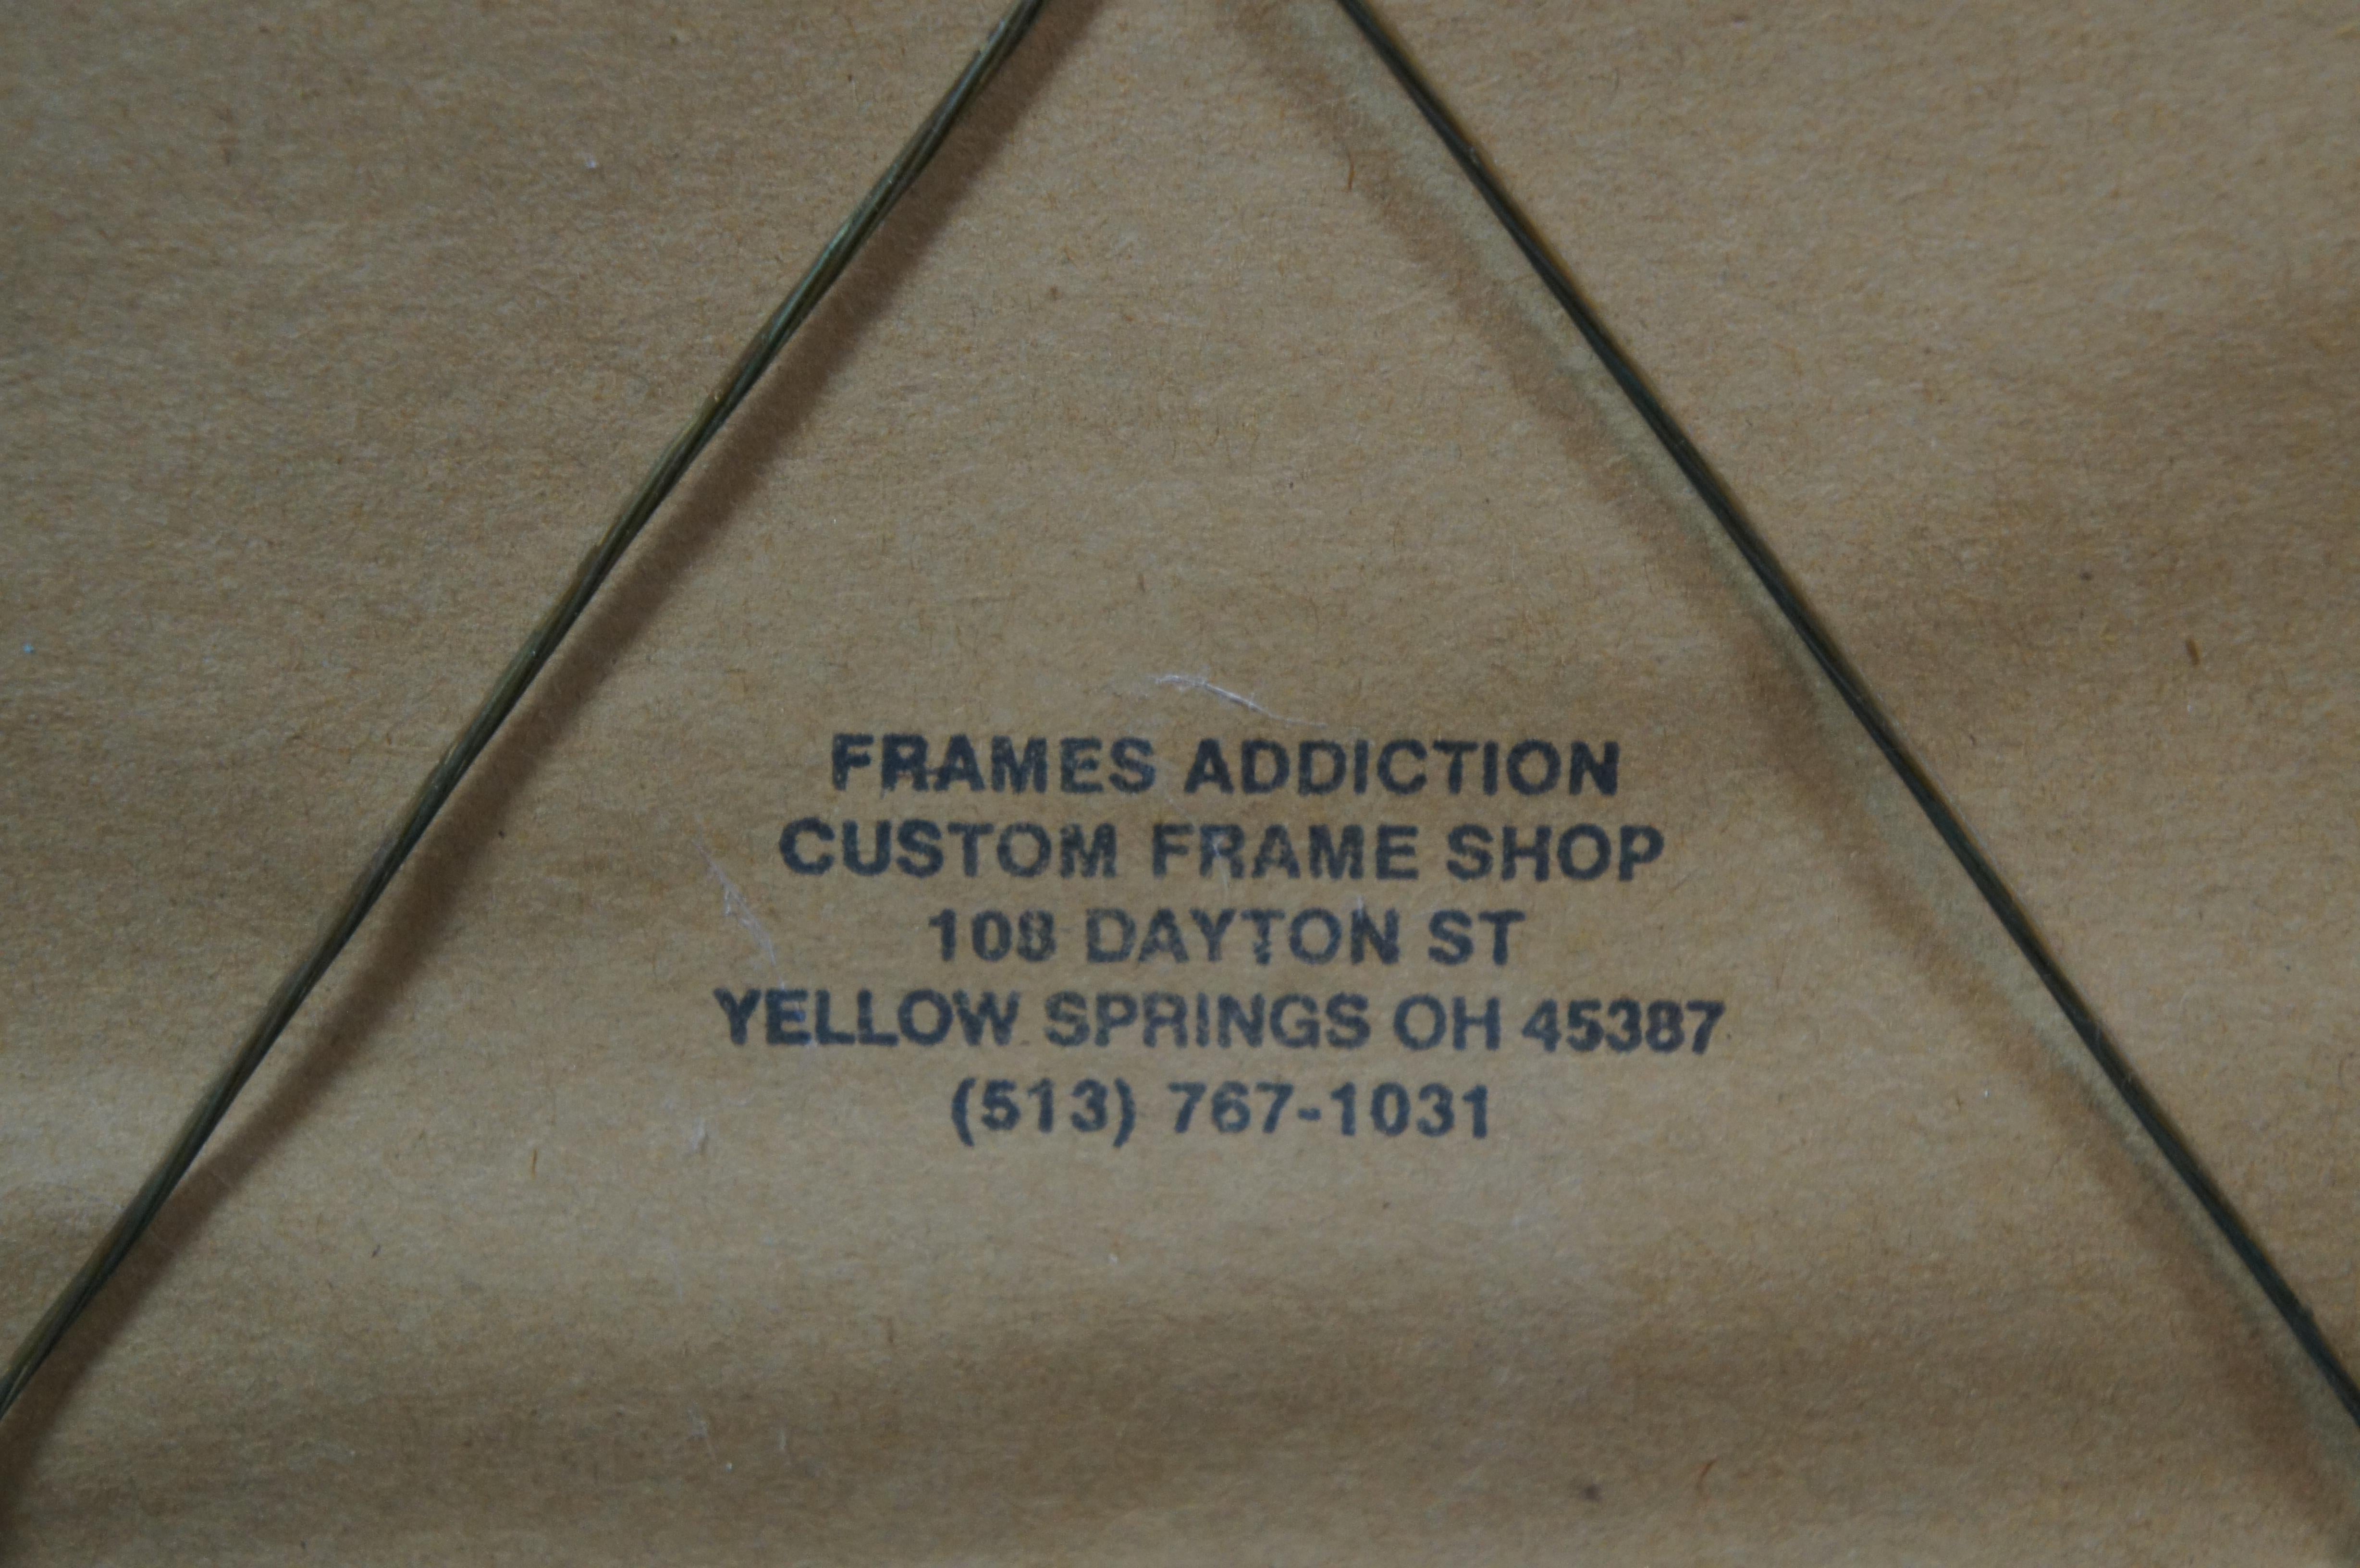 FRAMES ADDICTION
CUSTOM FRAME SHOP
108 DAYTON ST
YELLOW SPRINGS OH 45387
(513) 767-1031